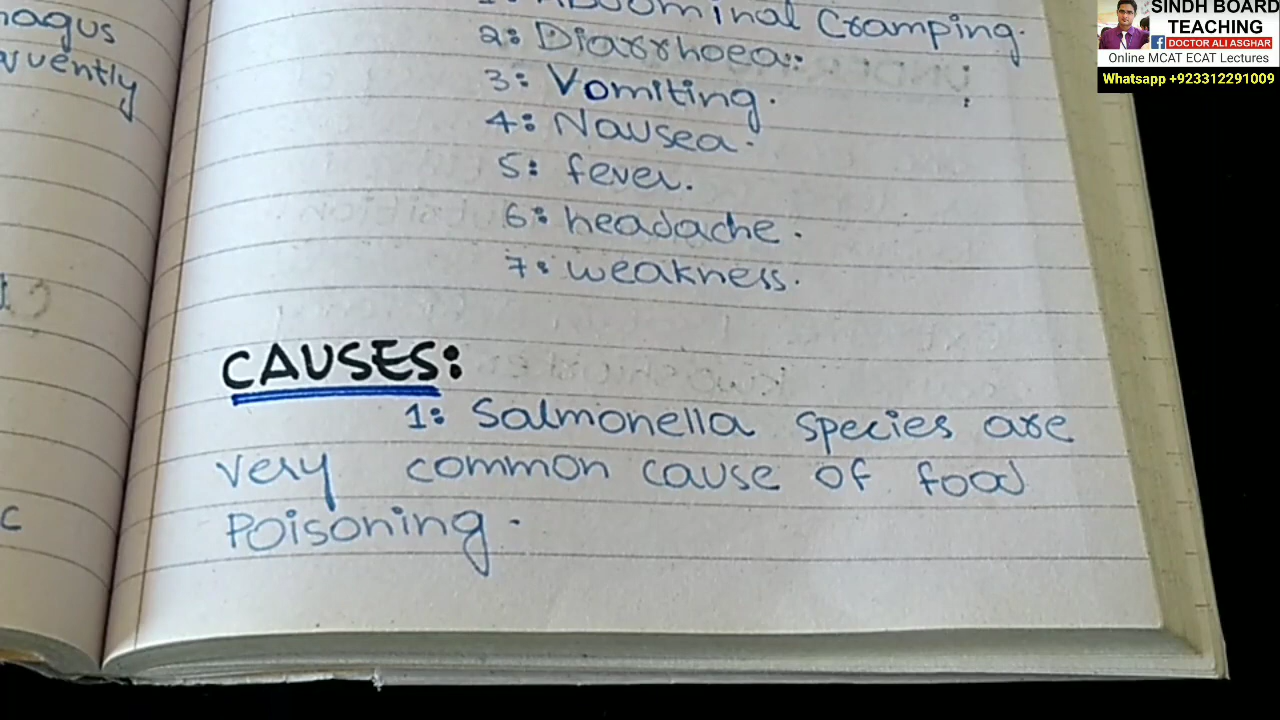 Abdominal Cramping.
2: Diarrhoea:
3: Vomiting.
4: Nausea.
5: fever.
6: headache.
7: weakness.
CAUSES:
1: Salmonella species are
very common cause of food
Poisoning.
SINDH BOARD
TEACHING
DOCTOR ALI ASGHAR
Online MCAT ECAT Lectures
Whatsapp +923312291009